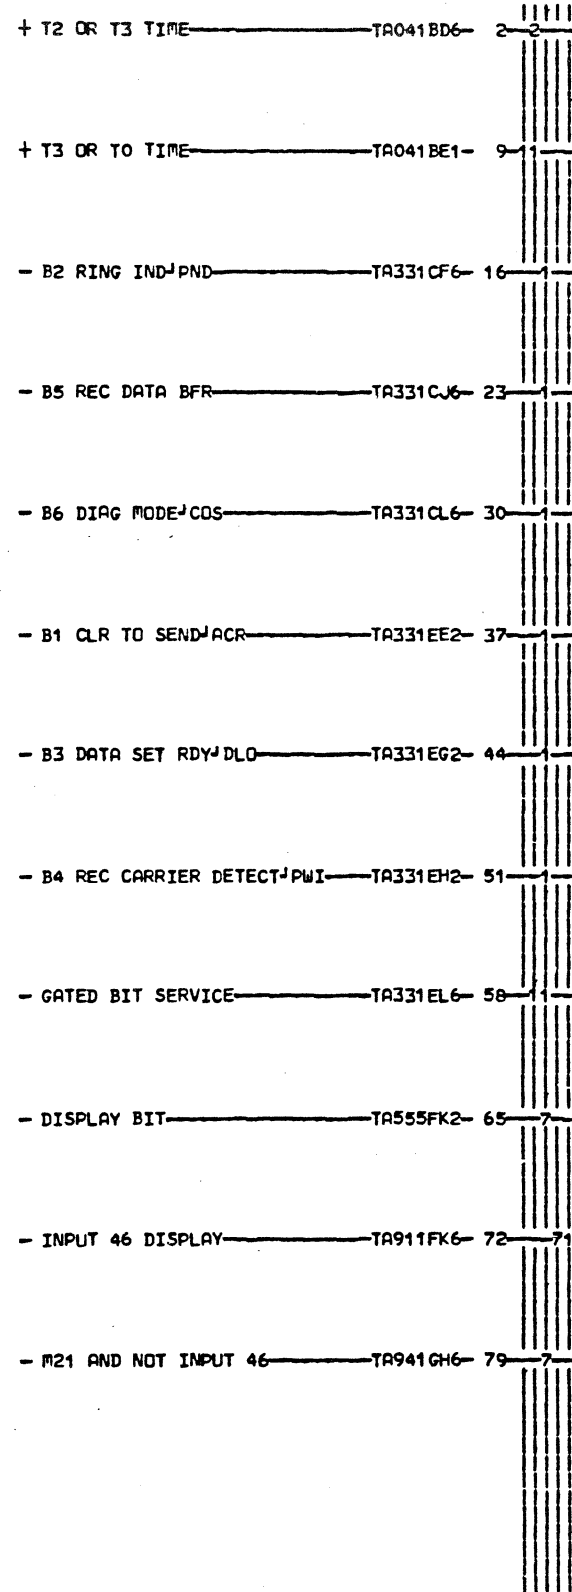 + T2 OR T3 TIME TA041BD6- 2 2
+ T3 OR T0 TIME TA041BE1- 9 11
- B2 RING IND┘PND TA331CF6- 16 1
- B5 REC DATA BFR TA331CJ6- 23 1
- B6 DIAG MODE┘COS TA331CL6- 30 1
- B1 CLR TO SEND┘ACR TA331EE2- 37 1
- B3 DATA SET RDY┘DLO TA331EG2- 44 1
- B4 REC CARRIER DETECT┘PWI TA331EH2- 51 1
- GATED BIT SERVICE TA331EL6- 58 11
- DISPLAY BIT TA555FK2- 65 7
- INPUT 46 DISPLAY TA911FK6- 72 71
- M21 AND NOT INPUT 46 TA941GH6- 79 7